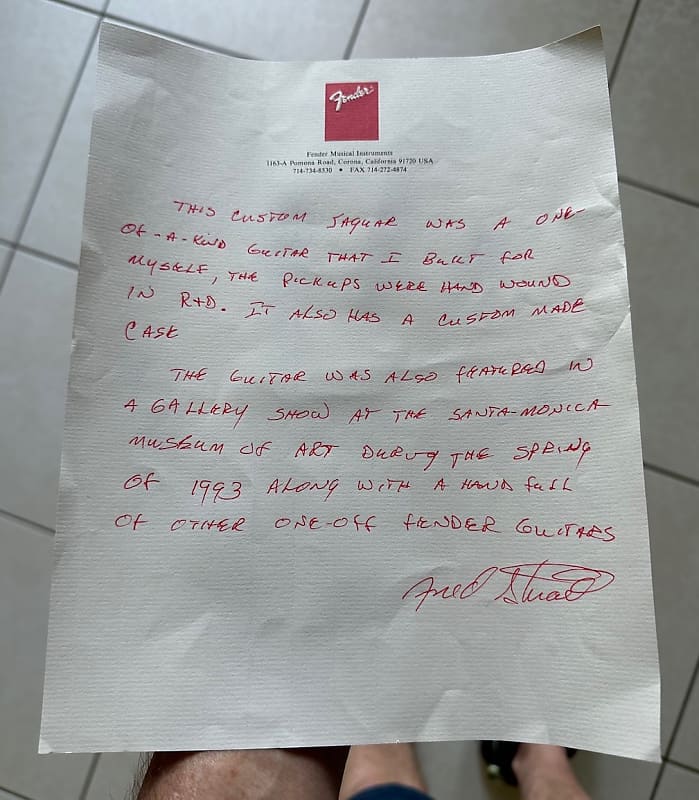 Fender
Fender Musical Instruments
1163-A Pomona Road, Corona, California 91720 USA
714-734-8330 • FAX 714-272-4874
THIS CUSTOM JAGUAR WAS A ONE-
OF-A-KIND GUITAR THAT I BUILT FOR
MYSELF, THE PICKUPS WERE HAND WOUND
IN R+D. IT ALSO HAS A CUSTOM MADE
CASE
THE GUITAR WAS ALSO FEATURED IN
A GALLERY SHOW AT THE SANTA-MONICA
MUSEUM OF ART DURING THE SPRING
OF 1993 ALONG WITH A HAND FULL
OF OTHER ONE-OFF FENDER GUITARS
Fred Stuart